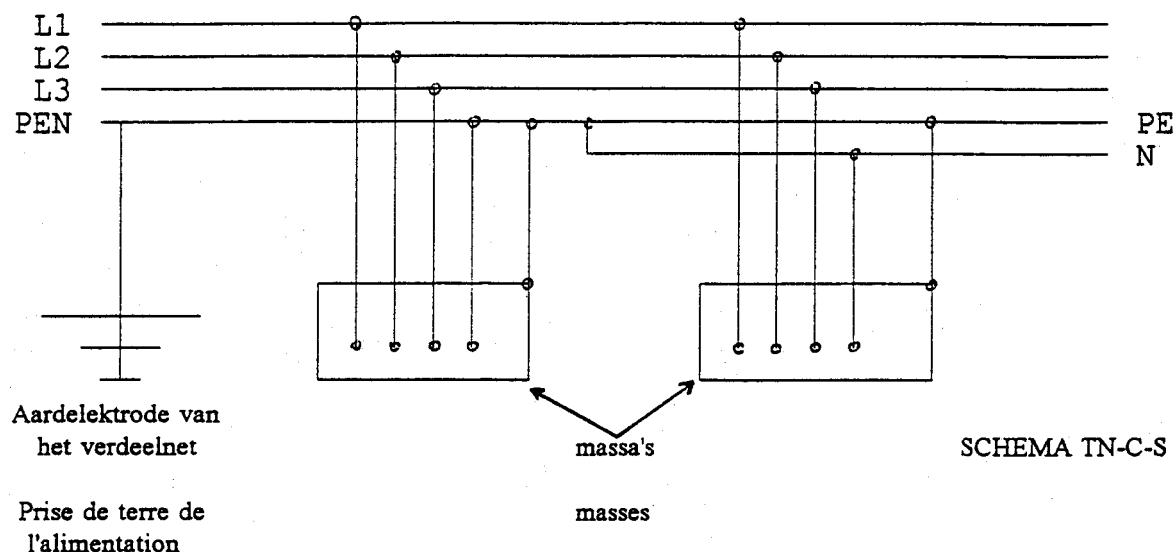 L1
L2
L3
PEN
PE
N
Aardelektrode van
het verdeelnet
massa's
SCHEMA TN-C-S
Prise de terre de
l'alimentation
masses